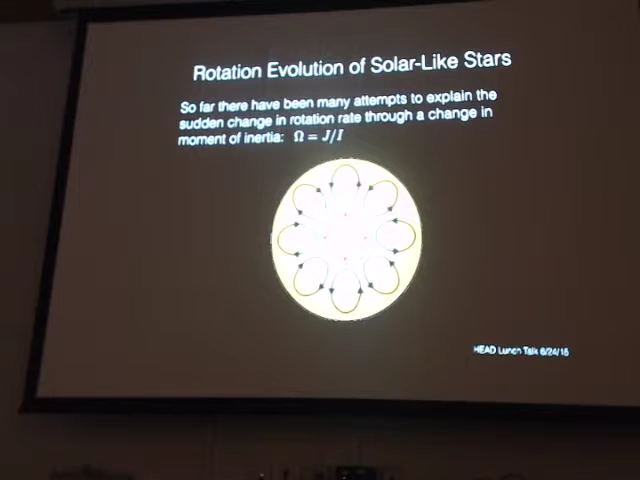 Rotation Evolution of Solar-Like Stars
So far there have been many attempts to explain the
sudden change in rotation rate through a change in
moment of inertia: Ω = J/I
HEAD Lunch Talk 6/24/15